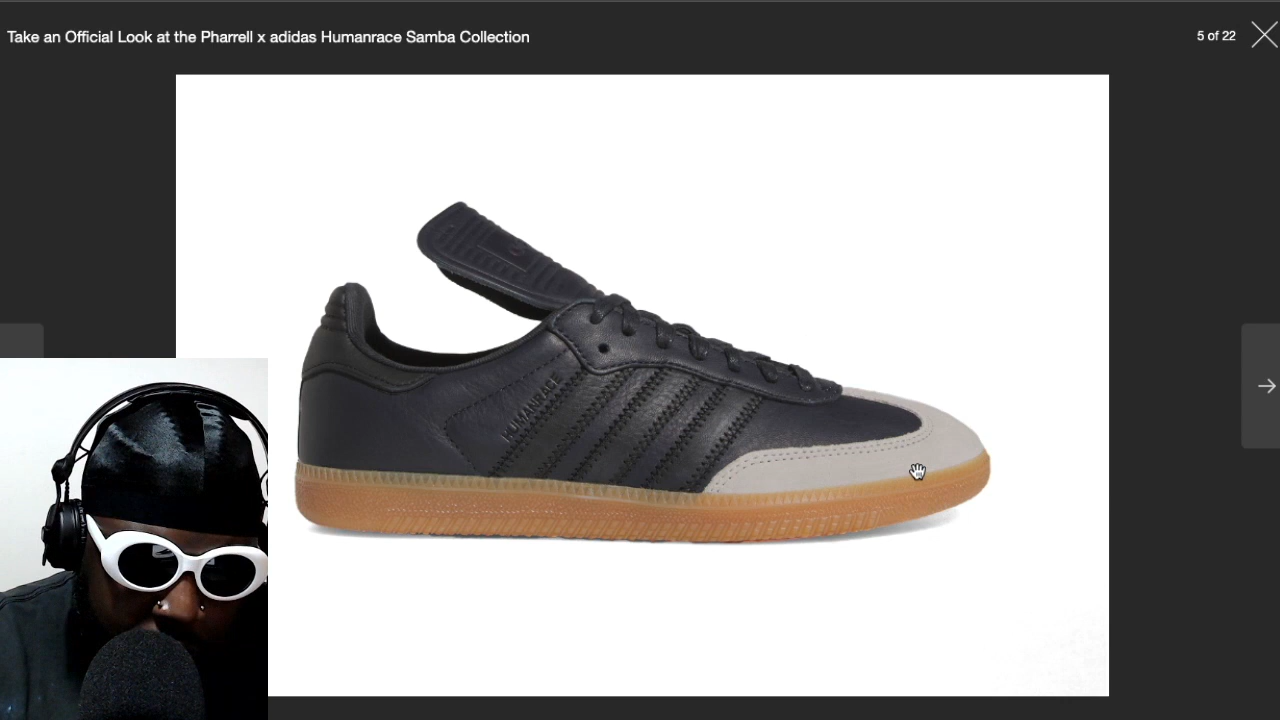 Take an Official Look at the Pharrell x adidas Humanrace Samba Collection
5 of 22
HUMANRACE